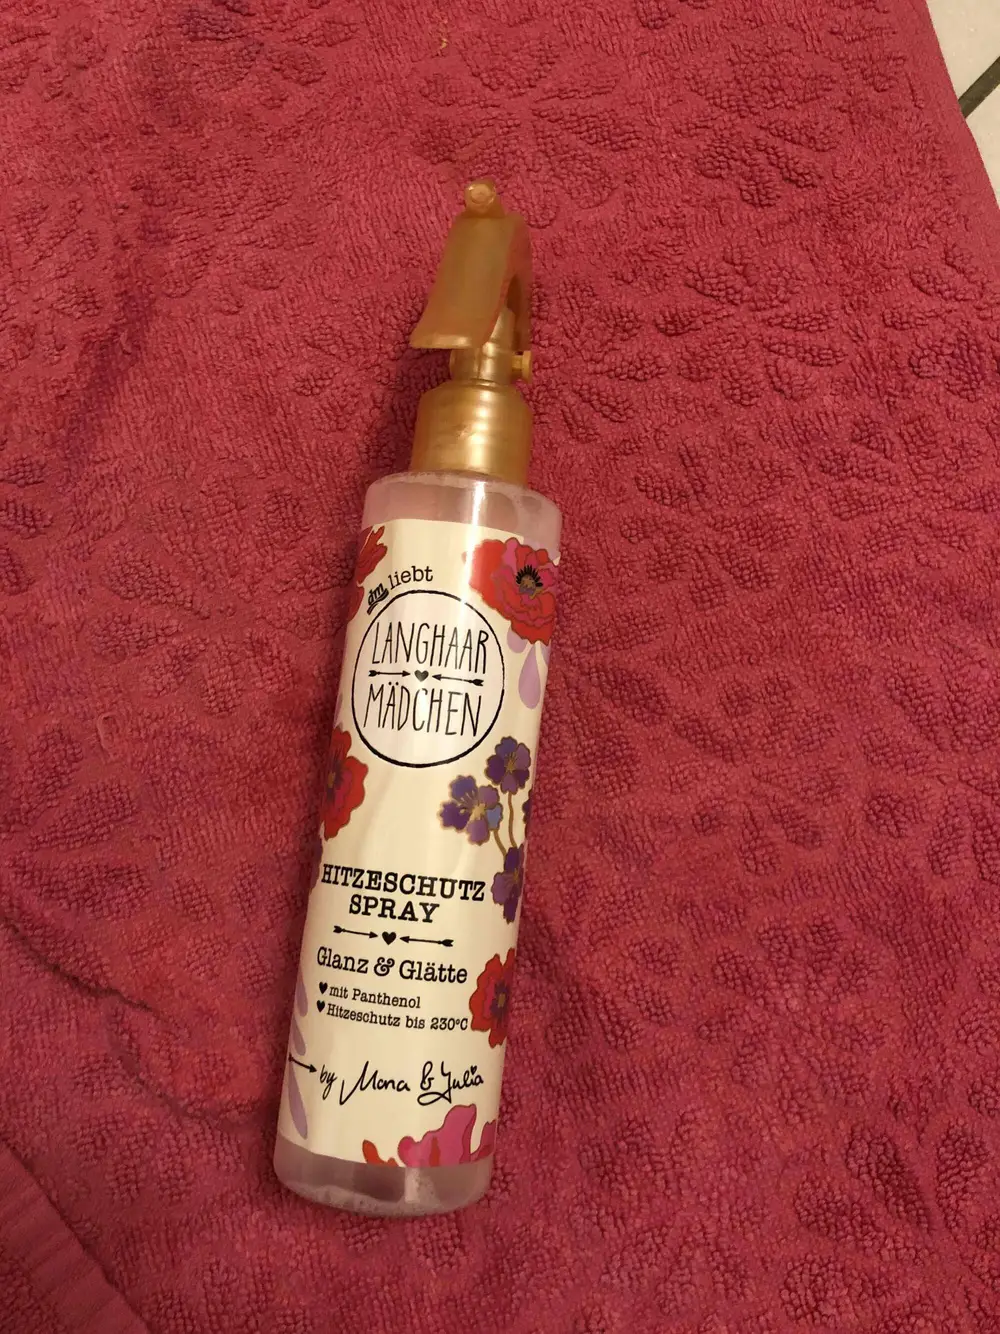 dm liebt
LANGHAAR
MÄDCHEN
HITZESCHUTZ
SPRAY
Glanz & Glätte
mit Panthenol
Hitzeschutz bis 230°C
by Mona & Julia